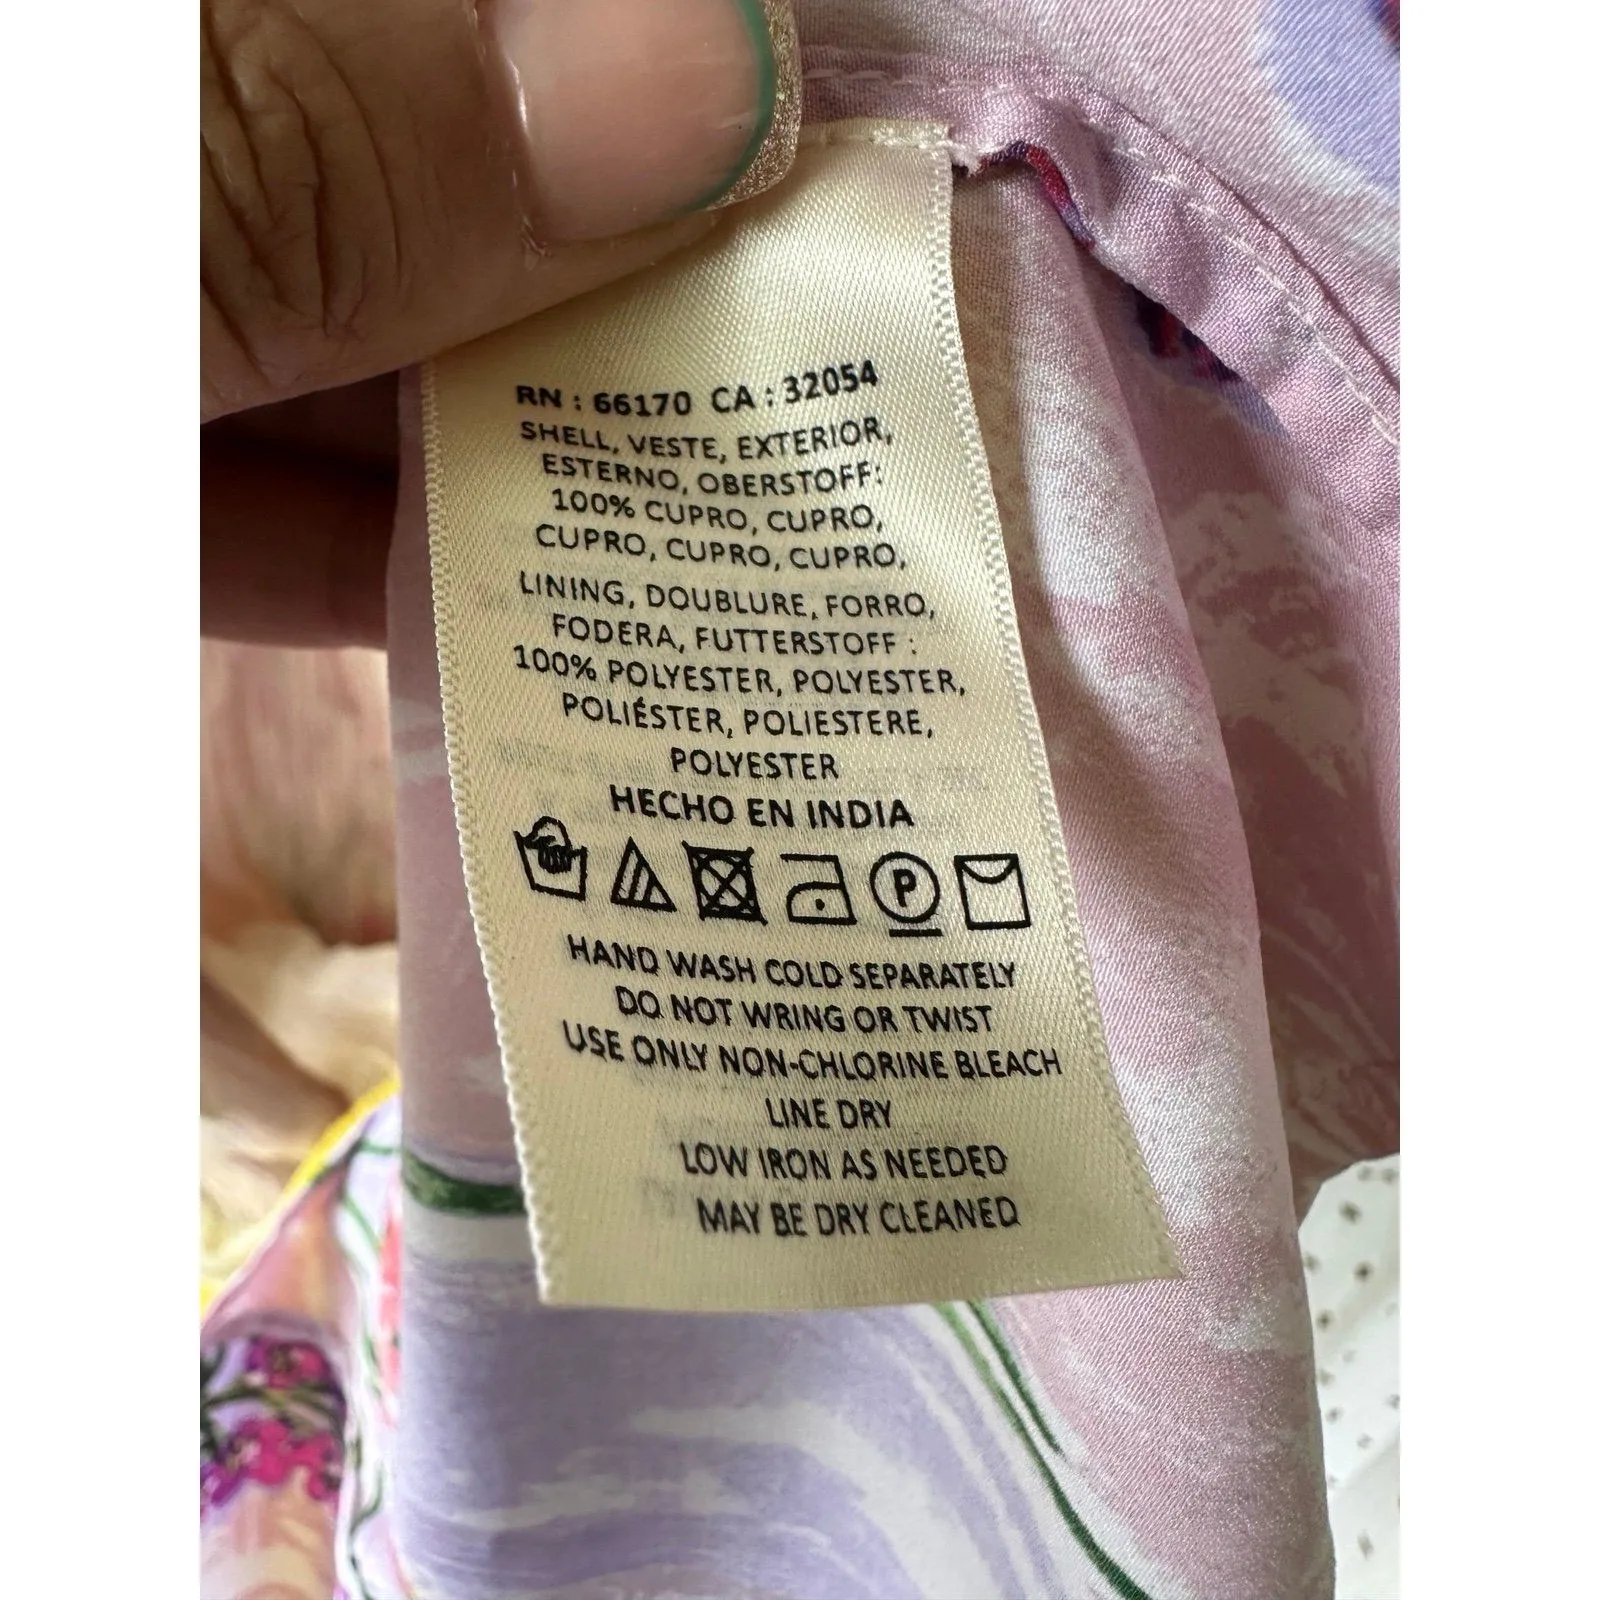 RN : 66170 CA : 32054
SHELL, VESTE, EXTERIOR,
ESTERNO, OBERSTOFF:
100% CUPRO, CUPRO,
CUPRO, CUPRO, CUPRO,
LINING, DOUBLURE, FORRO,
FODERA, FUTTERSTOFF :
100% POLYESTER, POLYESTER,
POLIÉSTER, POLIESTERE,
POLYESTER
HECHO EN INDIA
P
HAND WASH COLD SEPARATELY
DO NOT WRING OR TWIST
USE ONLY NON-CHLORINE BLEACH
LINE DRY
LOW IRON AS NEEDED
MAY BE DRY CLEANED